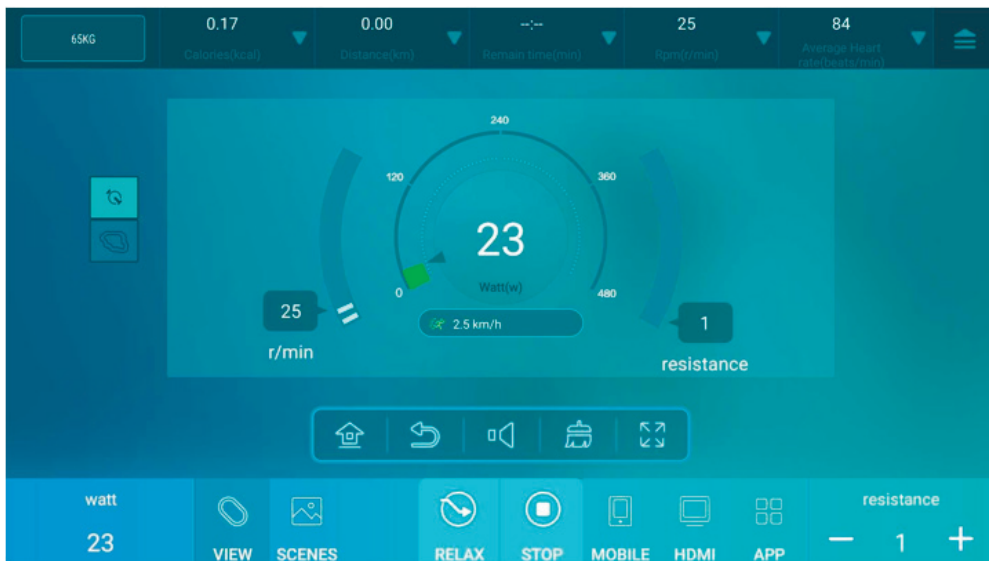 65KG
0.17
Calories(kcal)
0.00
Distance(km)
--:--
Remain time(min)
25
Rpm(r/min)
84
Average Heart
rate(beats/min)
240
120
360
23
Watt(w)
0
480
2.5 km/h
25
r/min
1
resistance
watt
23
VIEW
SCENES
RELAX
STOP
MOBILE
HDMI
APP
resistance
— 1 +